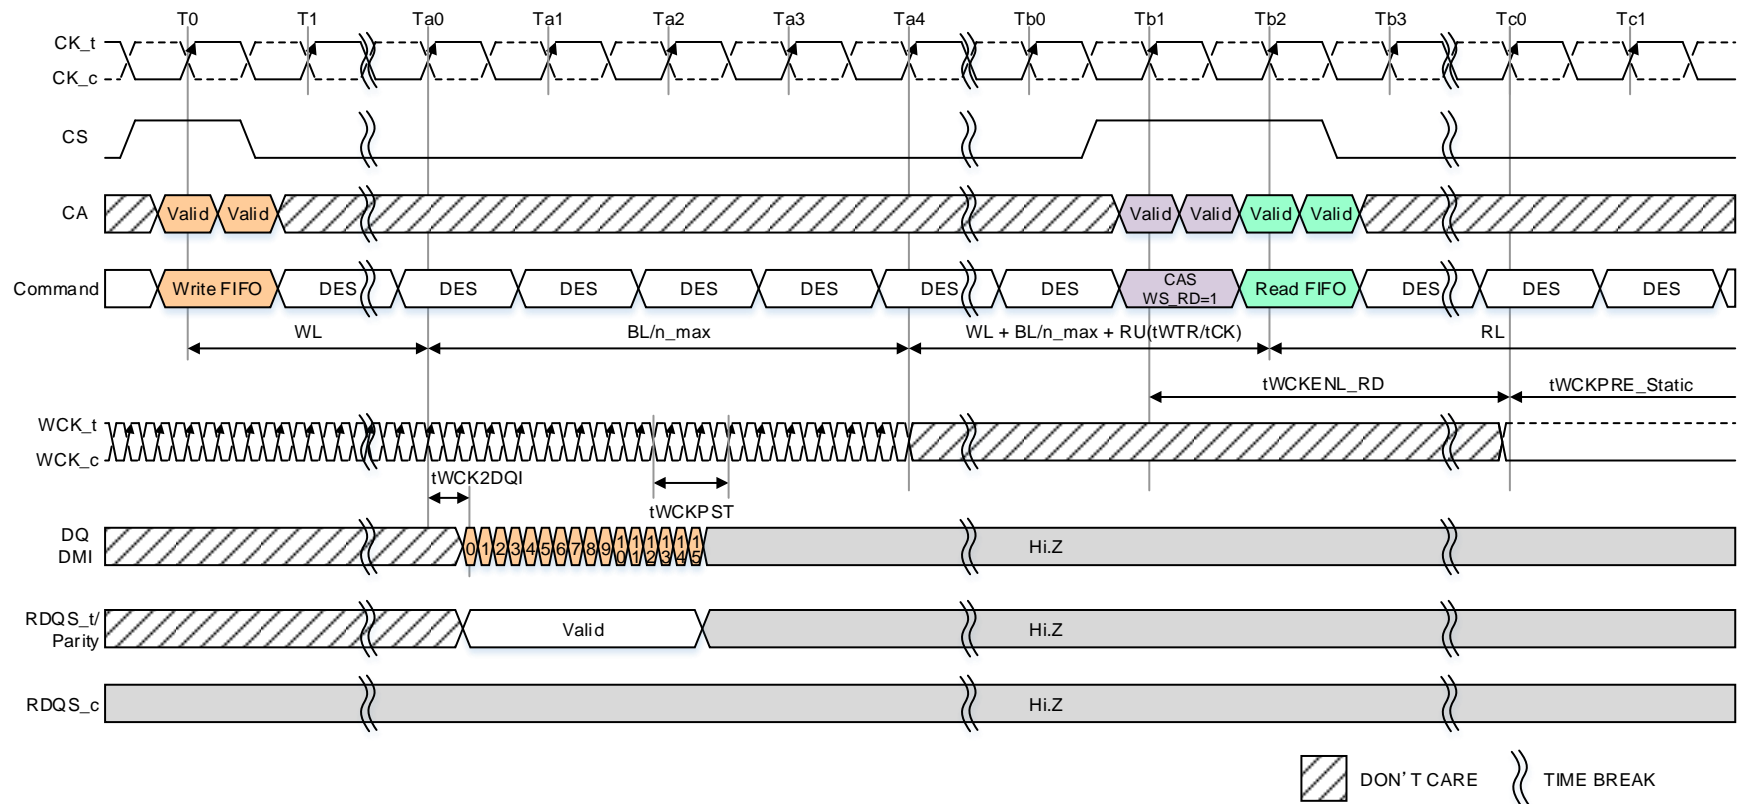 T0 T1 Ta0 Ta1 Ta2 Ta3 Ta4 Tb0 Tb1 Tb2 Tb3 Tc0 Tc1
CK_t
CK_c
CS
CA Valid Valid Valid Valid Valid Valid
Command Write FIFO DES DES DES DES DES DES DES CAS WS_RD=1 Read FIFO DES DES DES
WL BL/n_max WL + BL/n_max + RU(tWTR/tCK) RL
tWCKENL_RD tWCKPRE_Static
WCK_t
WCK_c
tWCK2DQI
tWCKPST
DQ
DMI 0 1 2 3 4 5 6 7 8 9 10 11 12 13 14 15 Hi.Z
RDQS_t/
Parity Valid Hi.Z
RDQS_c Hi.Z
DON'T CARE TIME BREAK